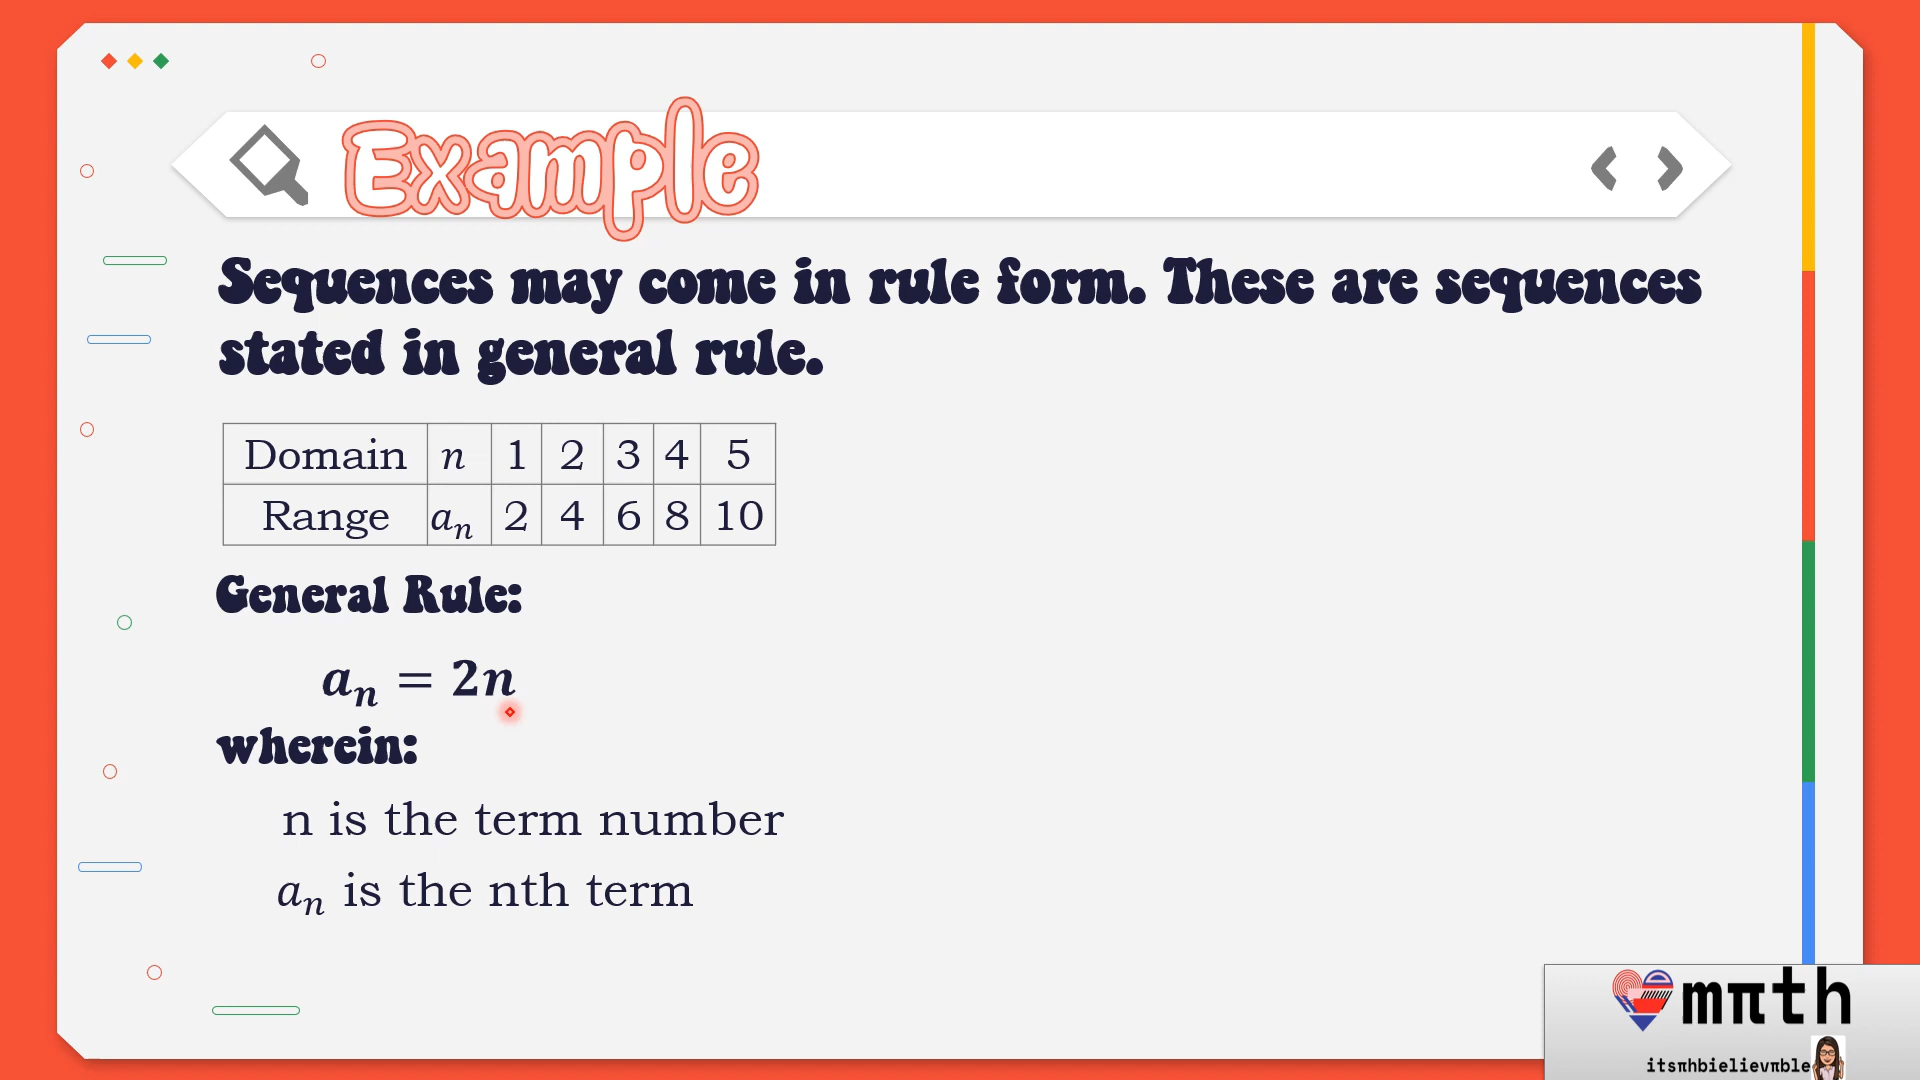 Example
Sequences may come in rule form. These are sequences
stated in general rule.
Domain n 1 2 3 4 5
Range aₙ 2 4 6 8 10
General Rule:
aₙ = 2n
wherein:
n is the term number
aₙ is the nth term
mπth
itsπhbielievπble